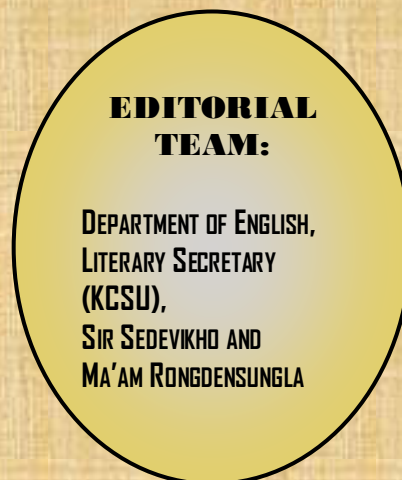 EDITORIAL
TEAM:
DEPARTMENT OF ENGLISH,
LITERARY SECRETARY
(KCSU),
SIR SEDEVIKHO AND
MA'AM RONGDENSUNGLA